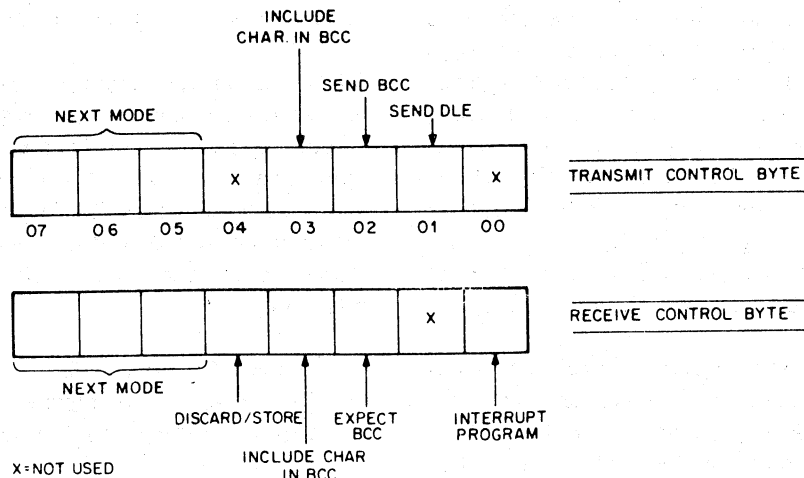 INCLUDE
CHAR. IN BCC
SEND BCC
NEXT MODE
SEND DLE
X
X
TRANSMIT CONTROL BYTE
07 06 05 04 03 02 01 00
X
RECEIVE CONTROL BYTE
NEXT MODE
DISCARD/STORE
EXPECT
BCC
INTERRUPT
PROGRAM
INCLUDE CHAR
IN BCC
X=NOT USED